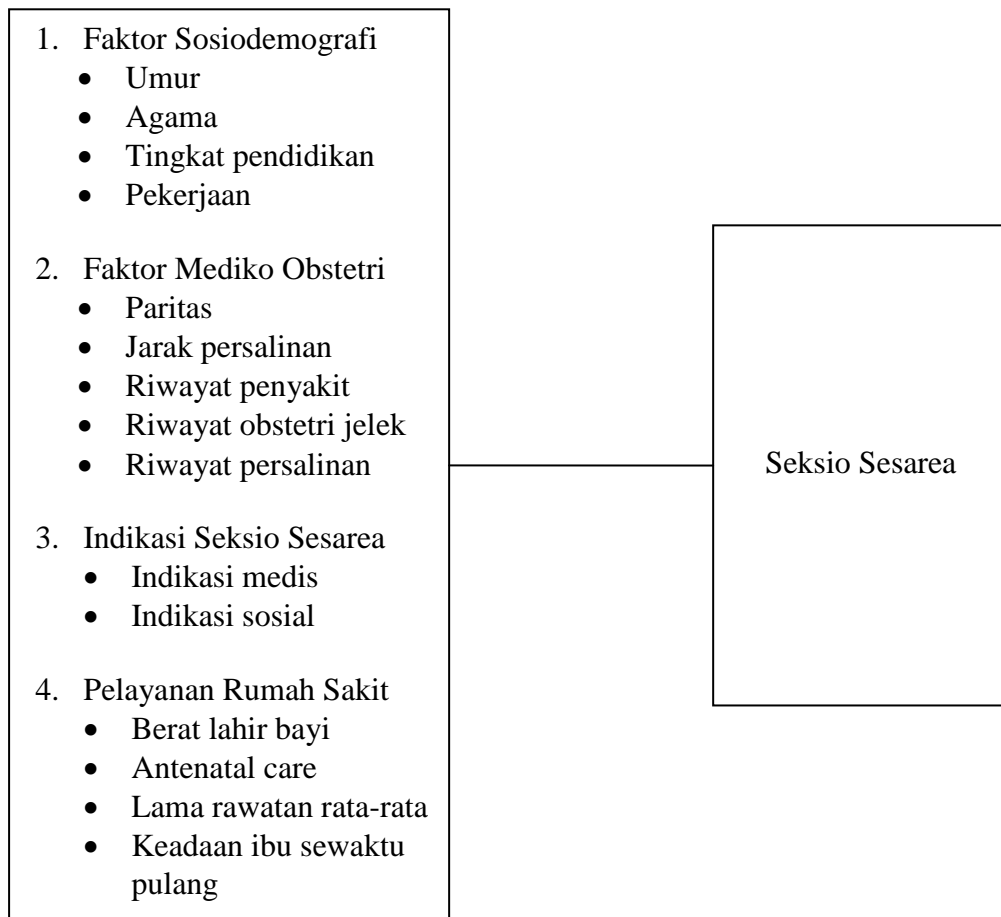 1. Faktor Sosiodemografi
• Umur
• Agama
• Tingkat pendidikan
• Pekerjaan
2. Faktor Mediko Obstetri
• Paritas
• Jarak persalinan
• Riwayat penyakit
• Riwayat obstetri jelek
• Riwayat persalinan
3. Indikasi Seksio Sesarea
• Indikasi medis
• Indikasi sosial
4. Pelayanan Rumah Sakit
• Berat lahir bayi
• Antenatal care
• Lama rawatan rata-rata
• Keadaan ibu sewaktu
pulang
Seksio Sesarea